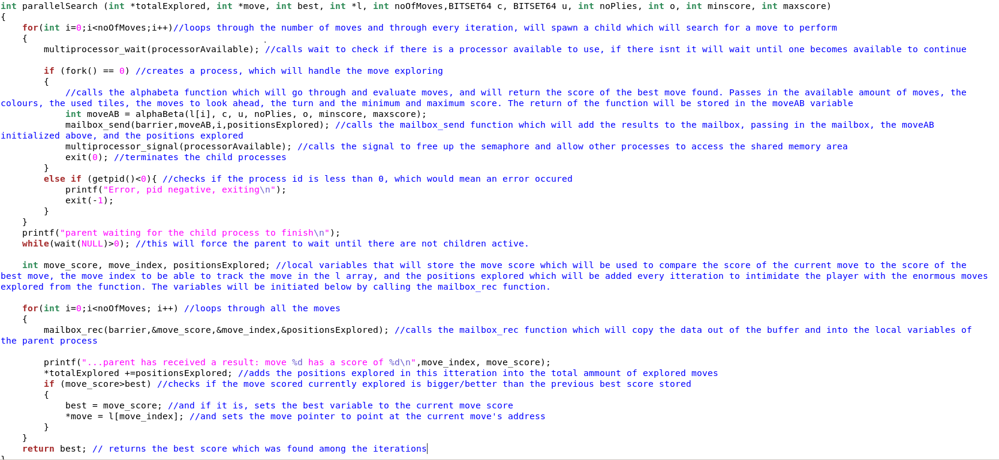 int parallelSearch (int *totalExplored, int *move, int best, int *l, int noOfMoves,BITSET64 c, BITSET64 u, int noPlies, int o, int minscore, int maxscore)
{
    for(int i=0;i<noOfMoves;i++)//loops through the number of moves and through every iteration, will spawn a child which will search for a move to perform
    {
        multiprocessor_wait(processorAvailable); //calls wait to check if there is a processor available to use, if there isnt it will wait until one becomes available to continue
        if (fork() == 0) //creates a process, which will handle the move exploring
        {
            //calls the alphabeta function which will go through and evaluate moves, and will return the score of the best move found. Passes in the available amount of moves, the
colours, the used tiles, the moves to look ahead, the turn and the minimum and maximum score. The return of the function will be stored in the moveAB variable
            int moveAB = alphaBeta(l[i], c, u, noPlies, o, minscore, maxscore);
            mailbox_send(barrier,moveAB,i,positionsExplored); //calls the mailbox_send function which will add the results to the mailbox, passing in the mailbox, the moveAB
initialized above, and the positions explored
            multiprocessor_signal(processorAvailable); //calls the signal to free up the semaphore and allow other processes to access the shared memory area
            exit(0); //terminates the child processes
        }
        else if (getpid()<0){ //checks if the process id is less than 0, which would mean an error occured
            printf("Error, pid negative, exiting\n");
            exit(-1);
        }
    }
    printf("parent waiting for the child process to finish\n");
    while(wait(NULL)>0); //this will force the parent to wait until there are not children active.
    int move_score, move_index, positionsExplored; //local variables that will store the move score which will be used to compare the score of the current move to the score of the
best move, the move index to be able to track the move in the l array, and the positions explored which will be added every itteration to intimidate the player with the enormous moves
explored from the function. The variables will be initiated below by calling the mailbox_rec function.
    for(int i=0;i<noOfMoves; i++) //loops through all the moves
    {
        mailbox_rec(barrier,&move_score,&move_index,&positionsExplored); //calls the mailbox_rec function which will copy the data out of the buffer and into the local variables of
the parent process
        printf("...parent has received a result: move %d has a score of %d\n",move_index, move_score);
        *totalExplored +=positionsExplored; //adds the positions explored in this itteration into the total ammount of explored moves
        if (move_score>best) //checks if the move scored currently explored is bigger/better than the previous best score stored
        {
            best = move_score; //and if it is, sets the best variable to the current move score
            *move = l[move_index]; //and sets the move pointer to point at the current move's address
        }
    }
    return best; // returns the best score which was found among the iterations
}